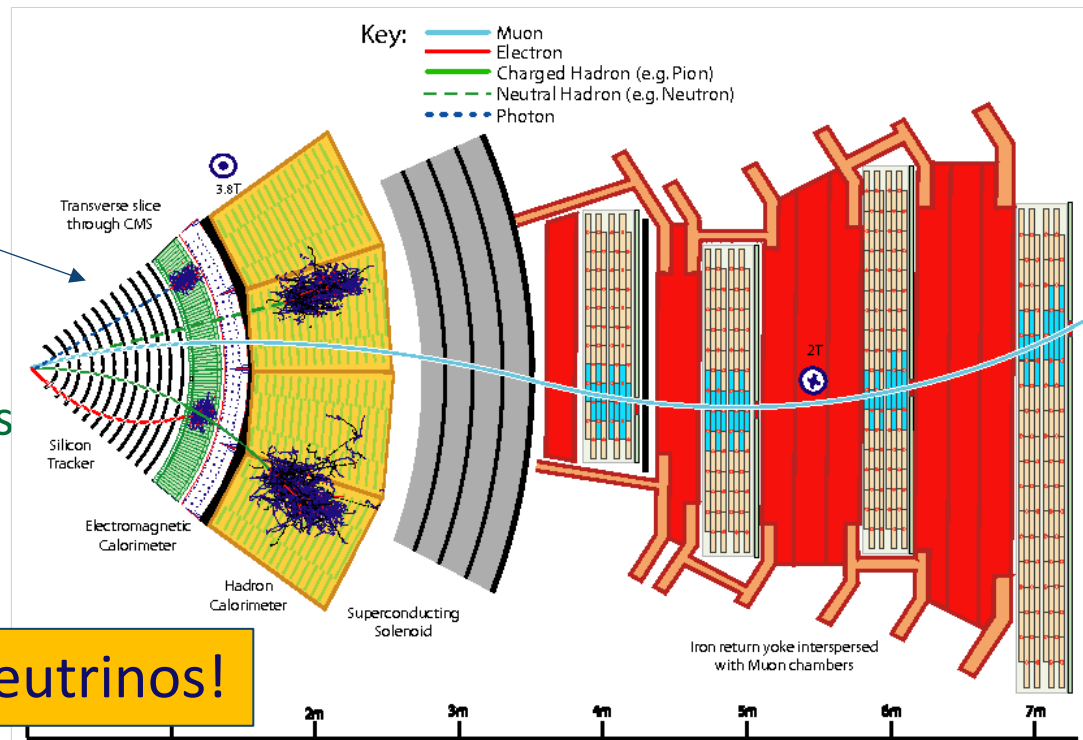 Key:
Muon
Electron
Charged Hadron (e.g. Pion)
Neutral Hadron (e.g. Neutron)
Photon
3.8T
Transverse slice
through CMS
2T
s
Silicon
Tracker
Electromagnetic
Calorimeter
Hadron
Calorimeter
Superconducting
Solenoid
Iron return yoke interspersed
with Muon chambers
eutrinos!
2m
3m
4m
5m
6m
7m